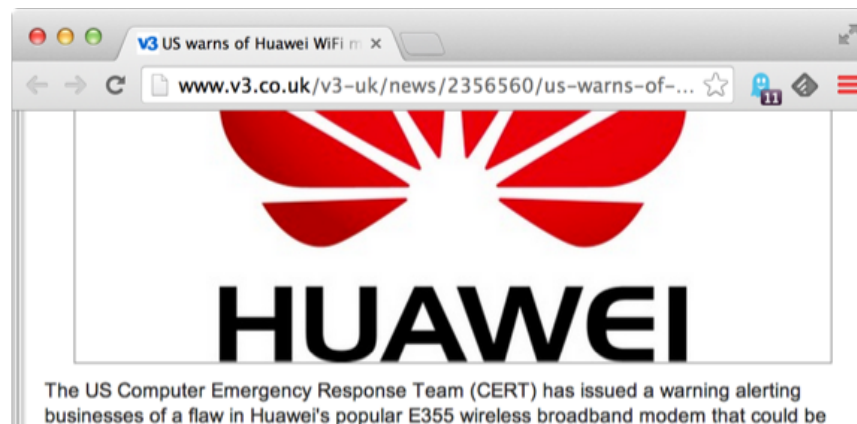 v3 US warns of Huawei WiFi m
www.v3.co.uk/v3-uk/news/2356560/us-warns-of-...
11
HUAWEI
The US Computer Emergency Response Team (CERT) has issued a warning alerting
businesses of a flaw in Huawei's popular E355 wireless broadband modem that could be